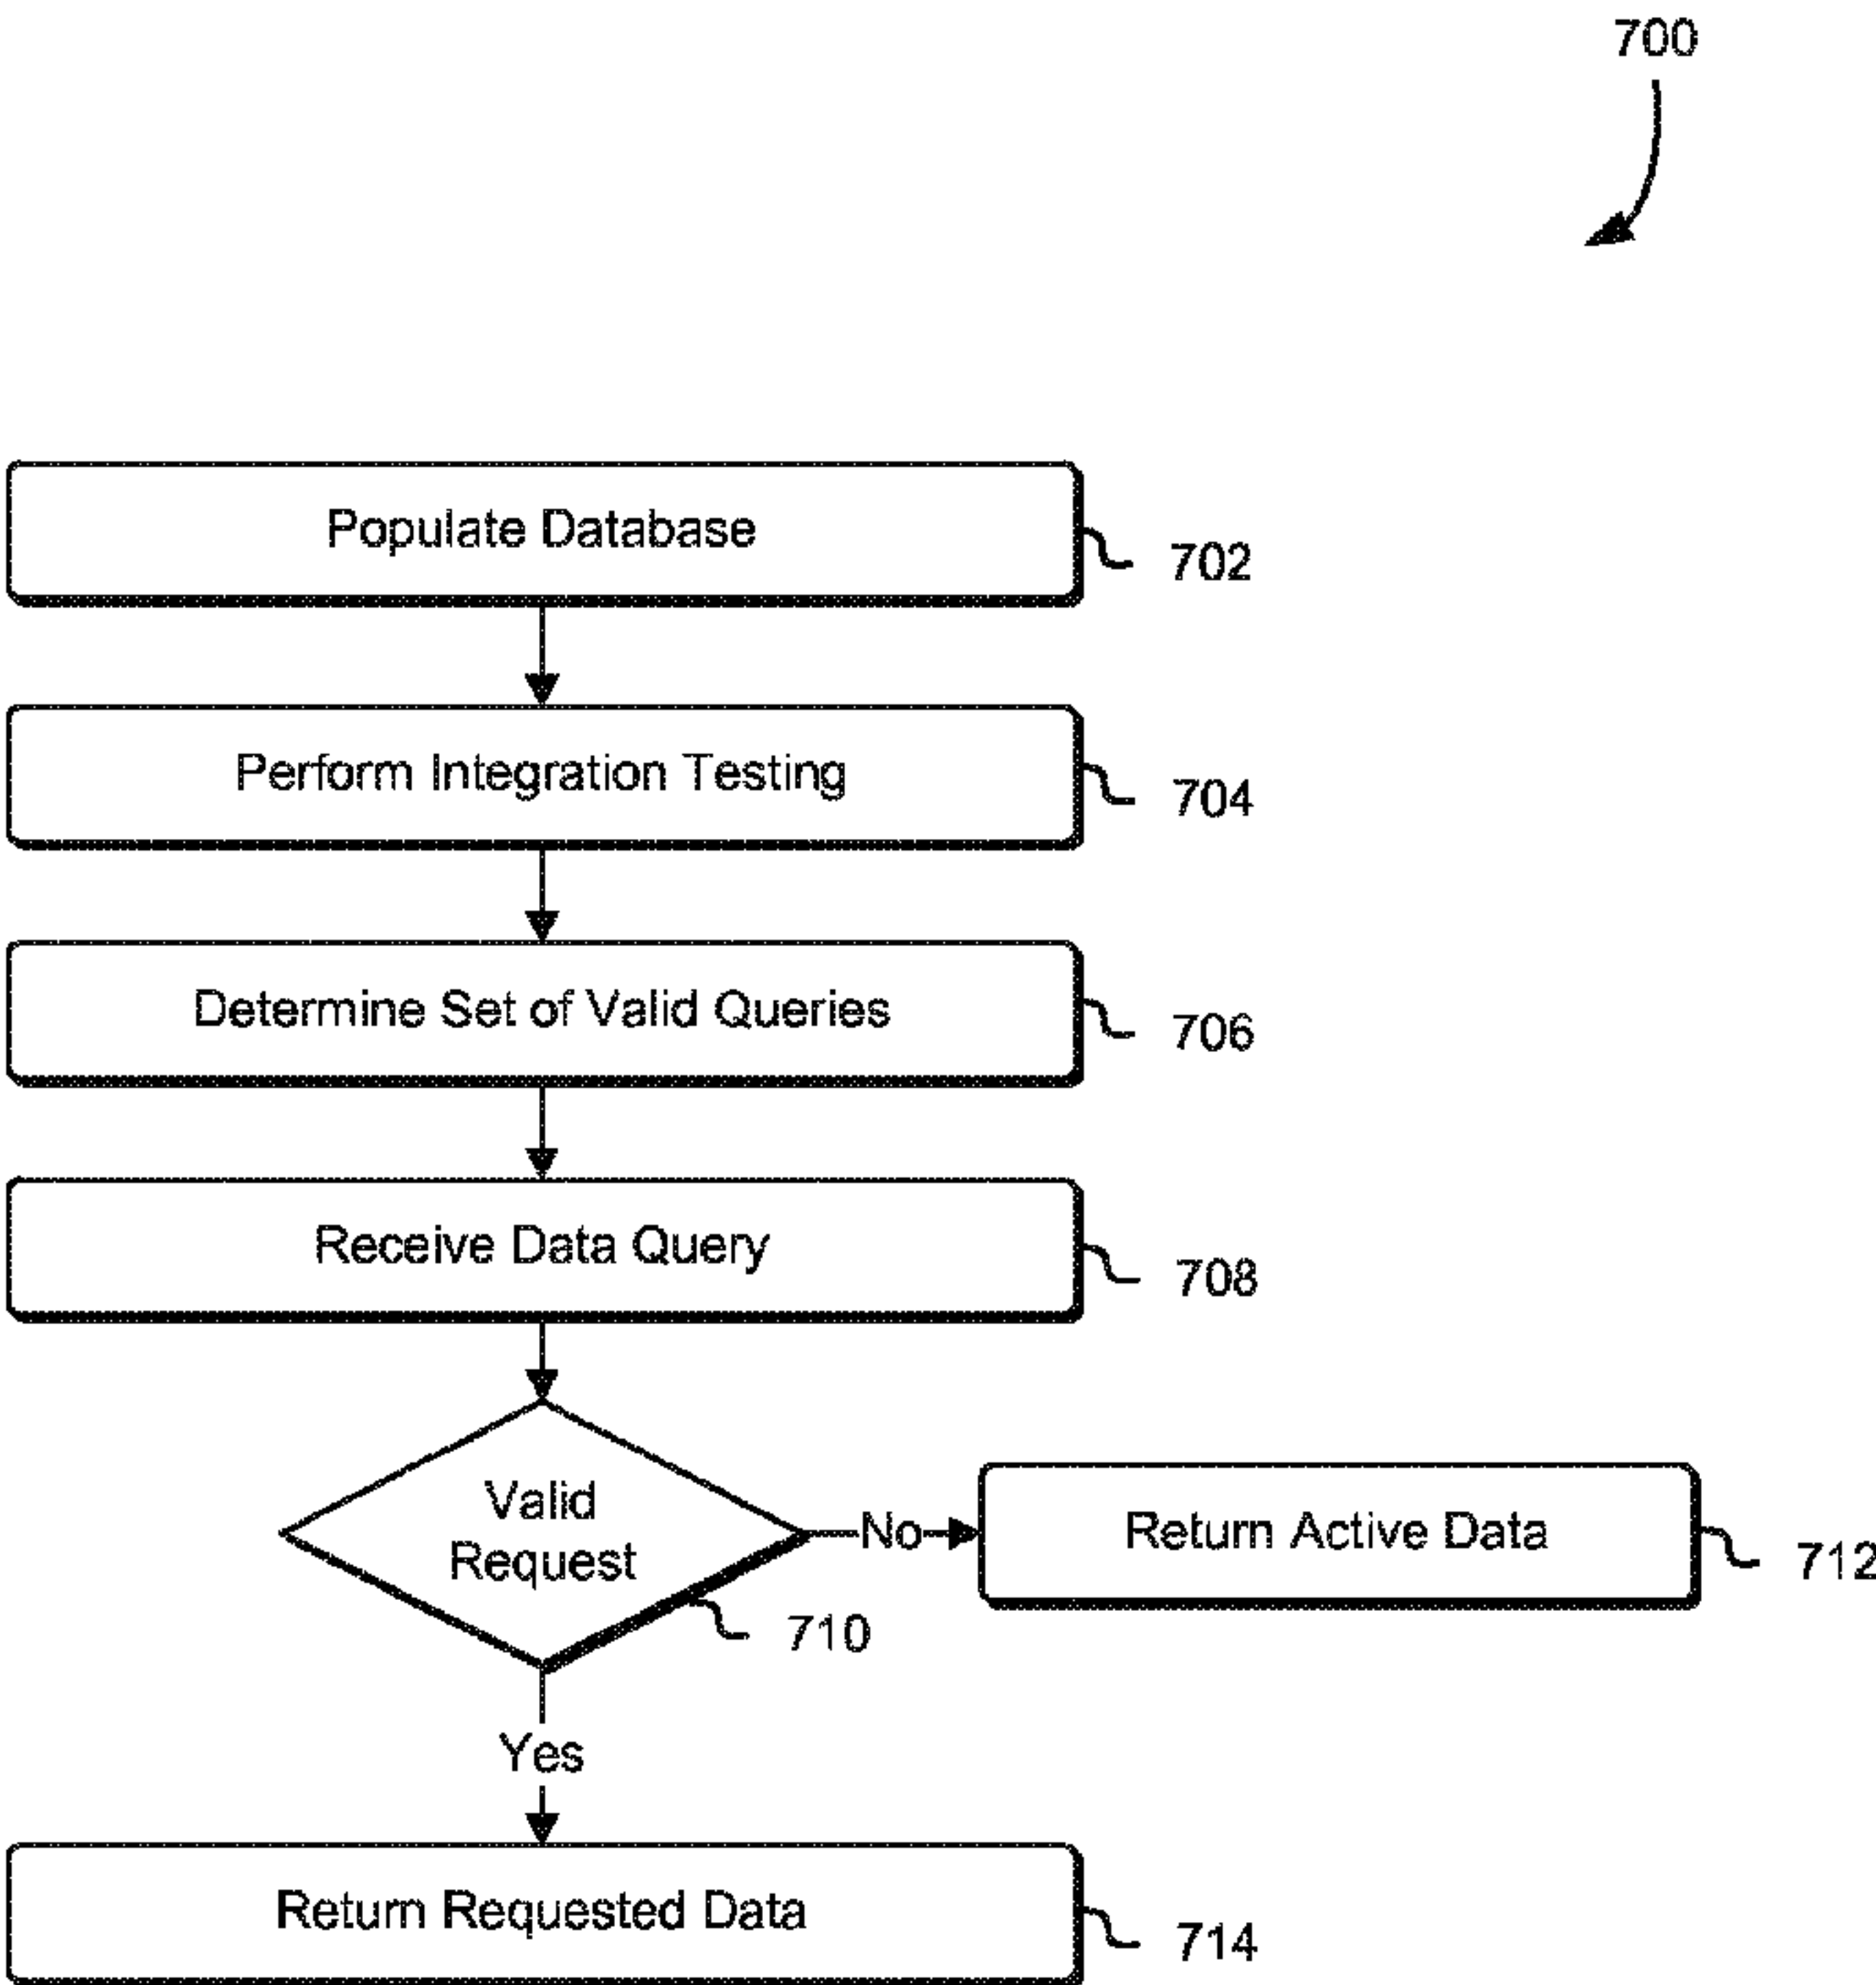 700
Populate Database
702
Perform Integration Testing
704
Determine Set of Valid Queries
706
Receive Data Query
708
Valid
Request
710
No
Return Active Data
712
Yes
Return Requested Data
714